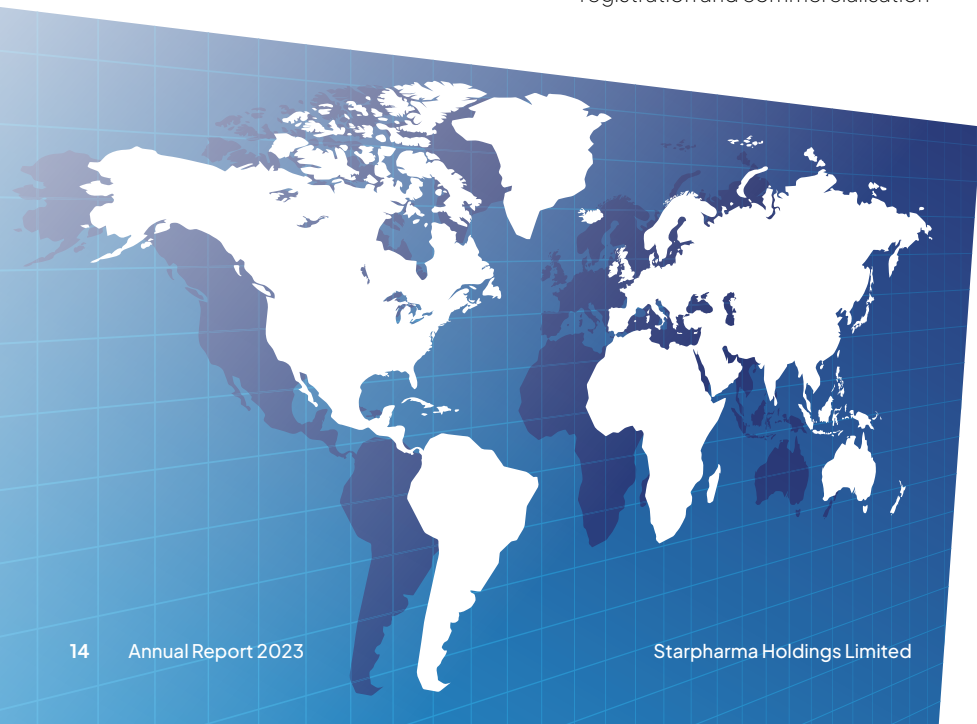 registration and commercialisation
14 Annual Report 2023 Starpharma Holdings Limited